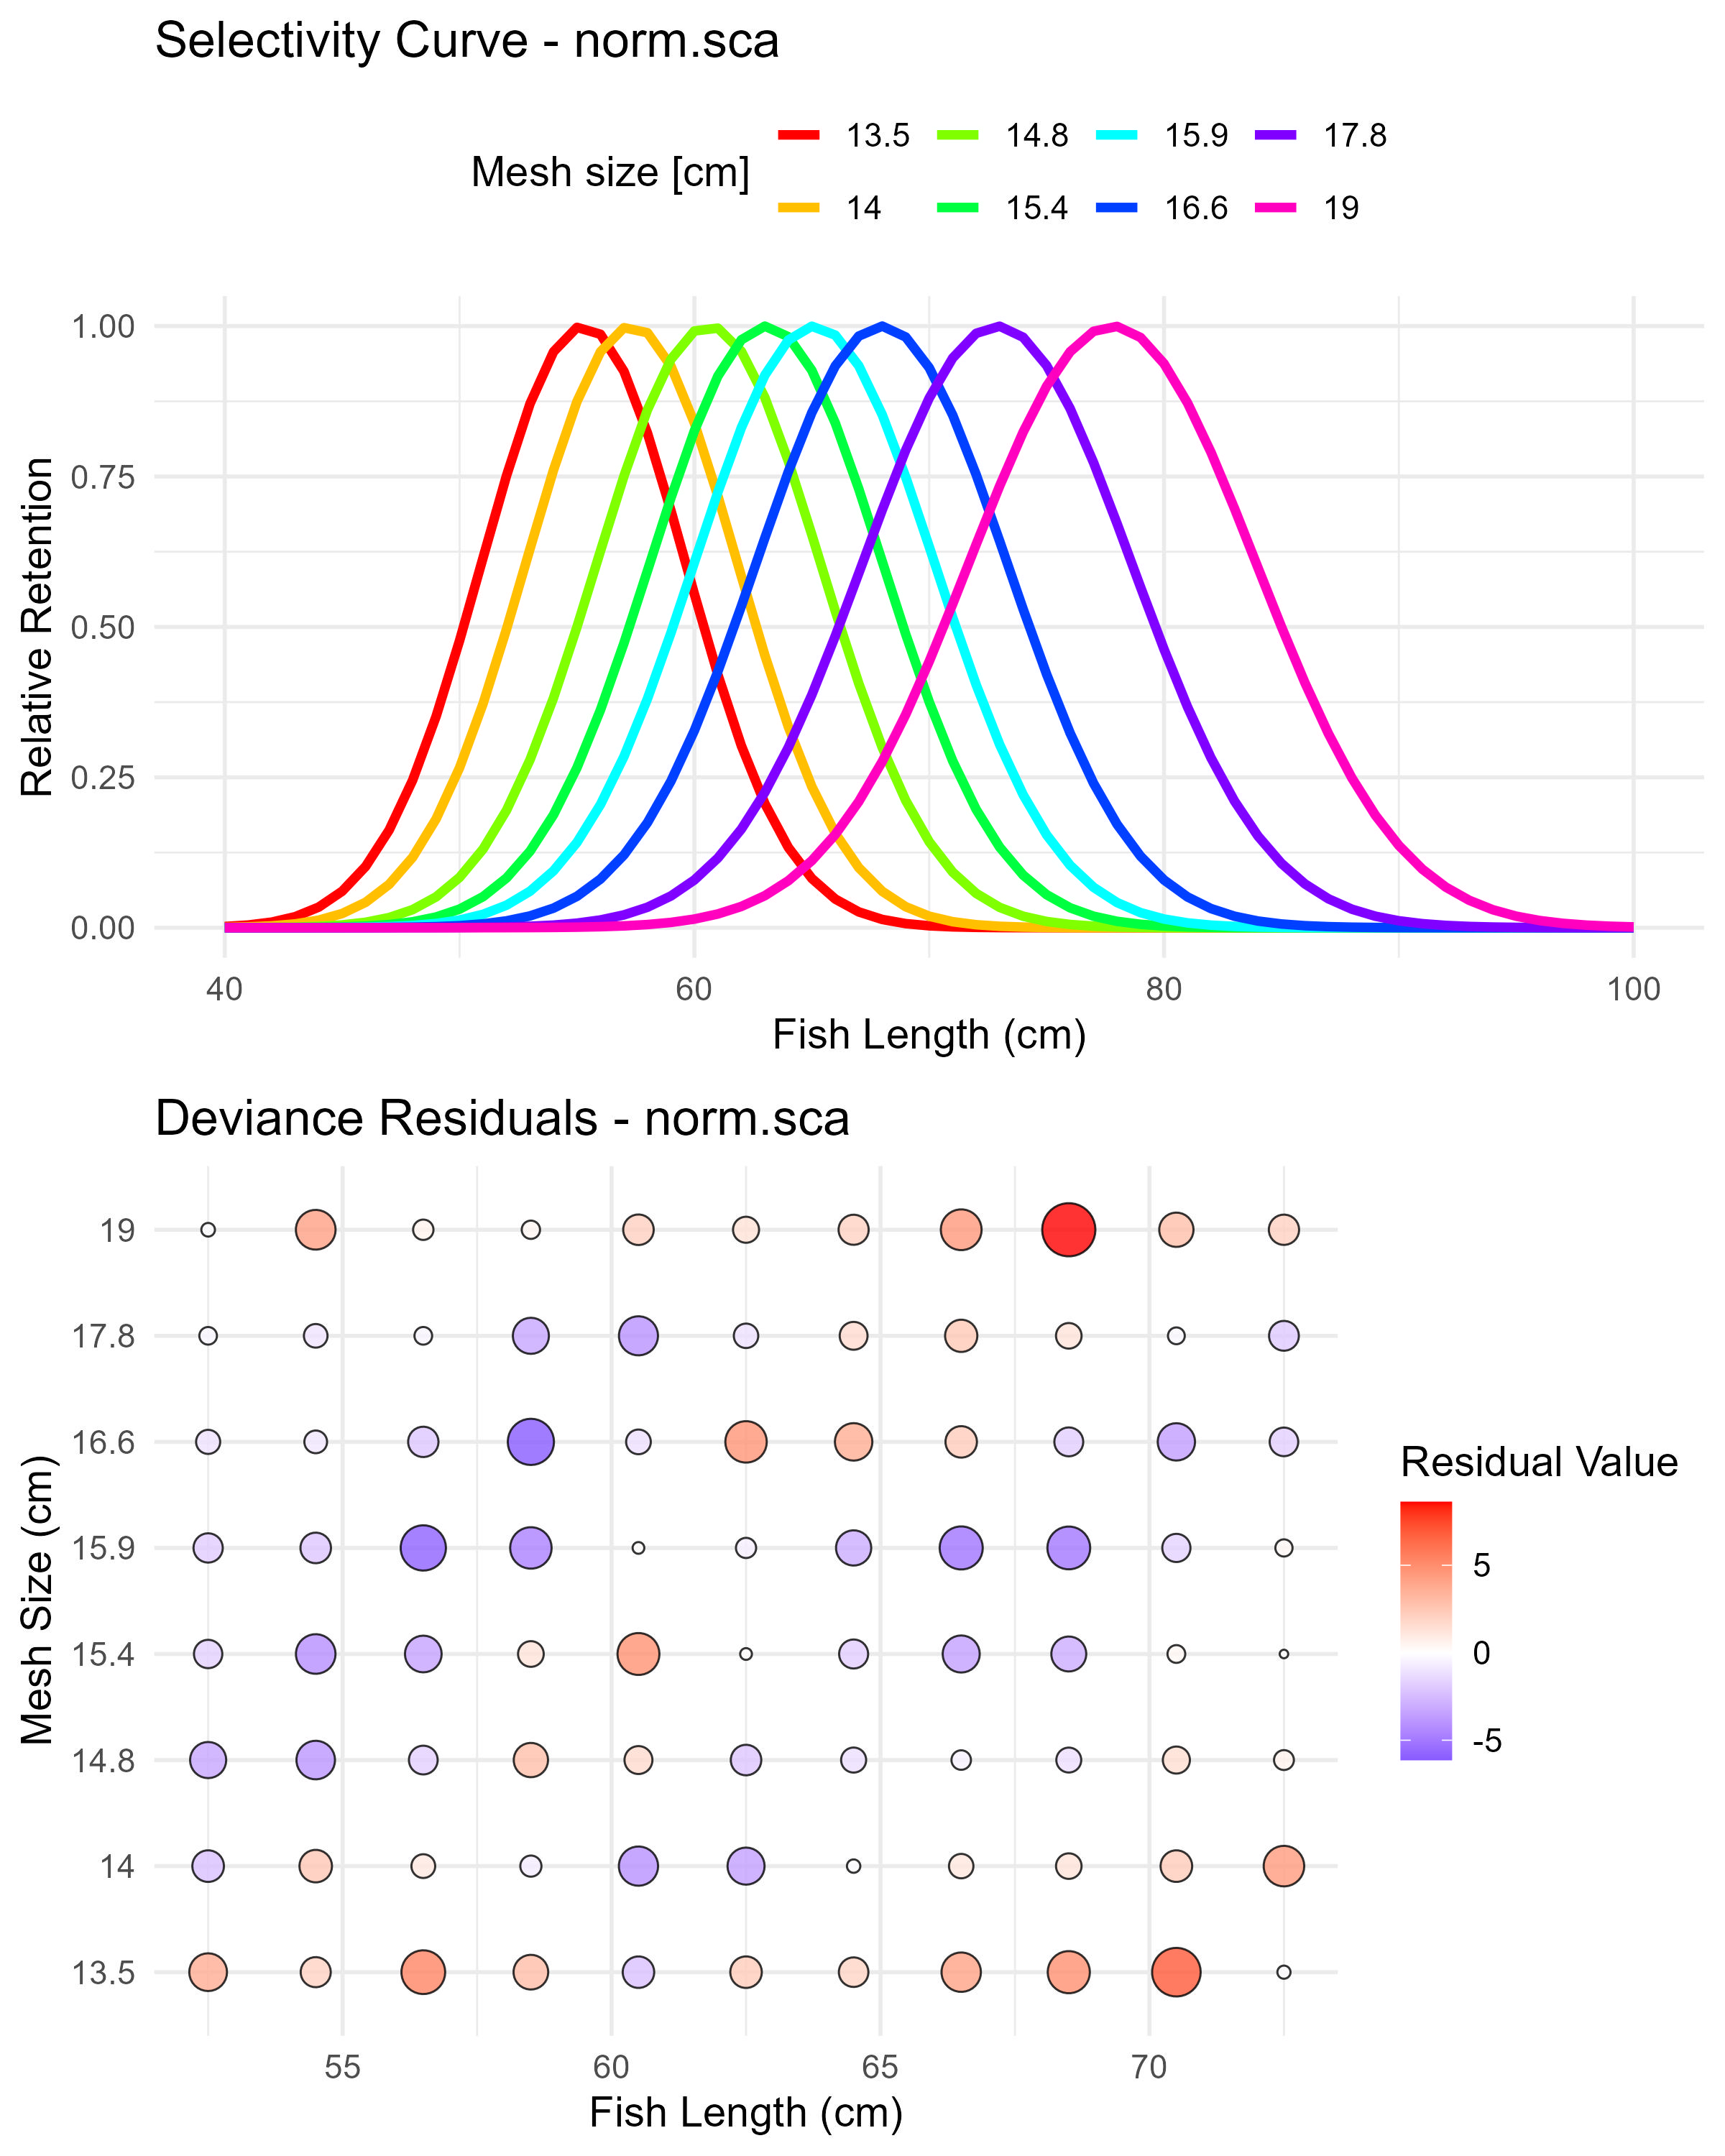 Selectivity Curve - norm.sca
Mesh size [cm]
13.5 14.8 15.9 17.8
14 15.4 16.6 19
Relative Retention
1.00
0.75
0.50
0.25
0.00
40 60 80 100
Fish Length (cm)
Deviance Residuals - norm.sca
Mesh Size (cm)
19
17.8
16.6
15.9
15.4
14.8
14
13.5
55 60 65 70
Fish Length (cm)
Residual Value
5
0
-5